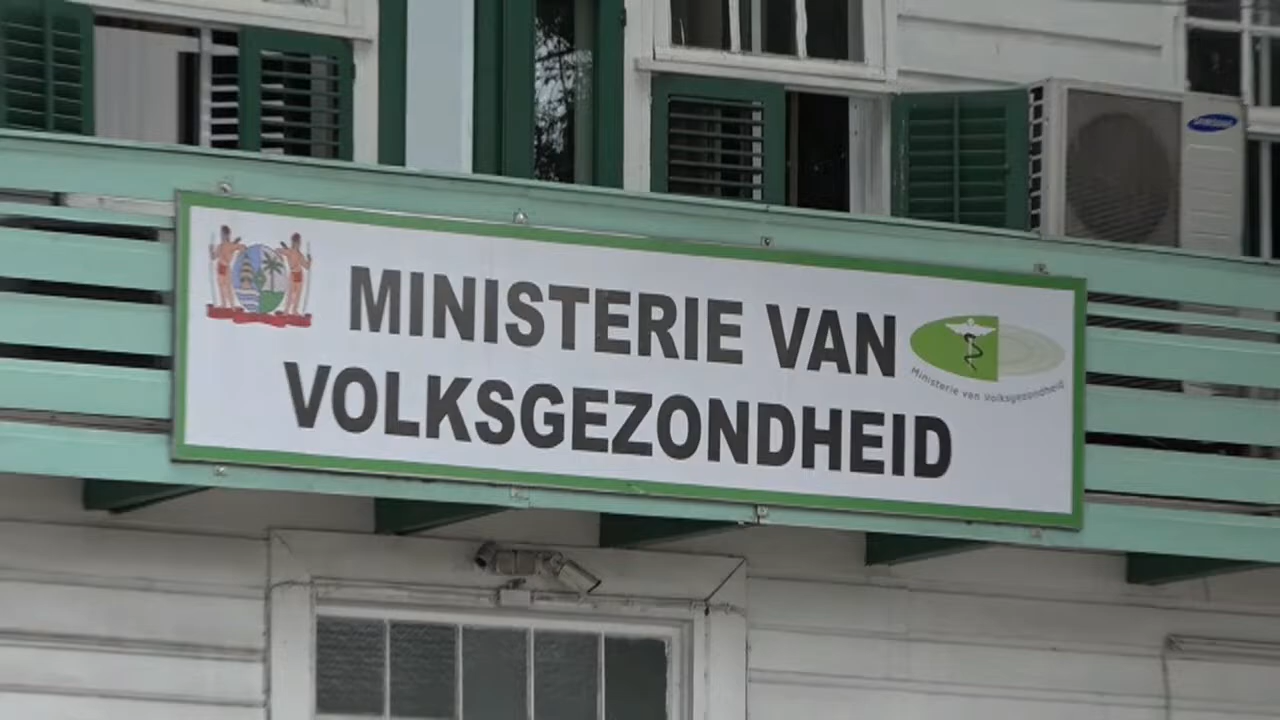 MINISTERIE VAN
VOLKSGEZONDHEID
Ministerie van Volksgezondheid
SAMSUNG